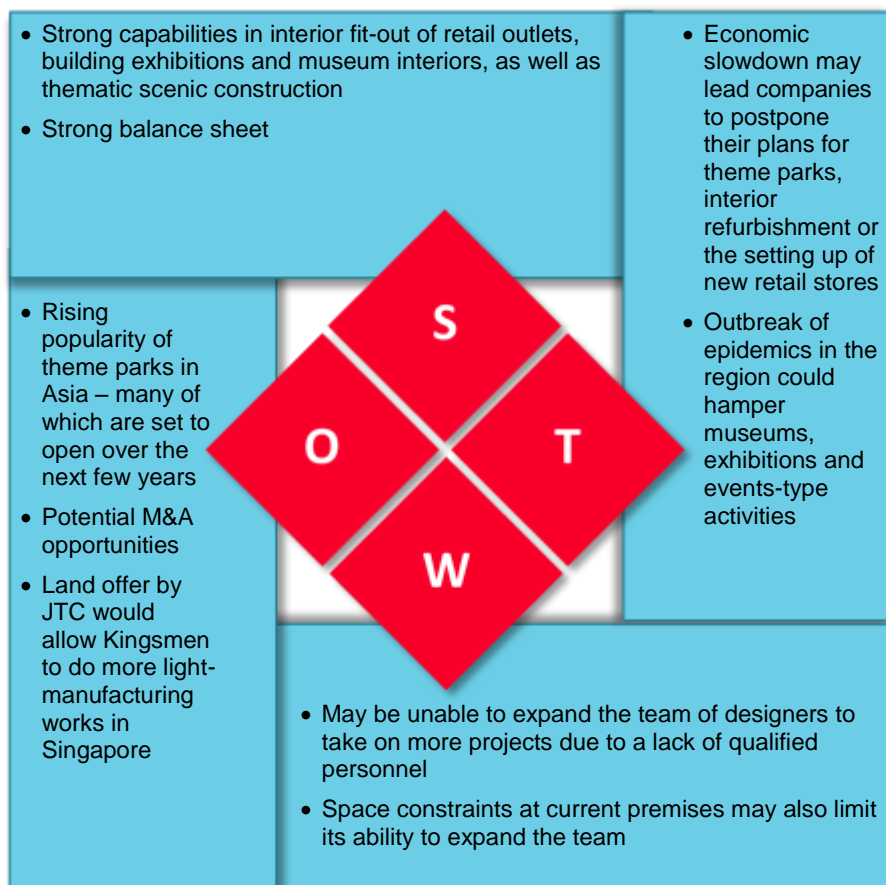 • Strong capabilities in interior fit-out of retail outlets,
building exhibitions and museum interiors, as well as
thematic scenic construction
• Strong balance sheet
• Economic
slowdown may
lead companies
to postpone
their plans for
theme parks,
interior
refurbishment or
the setting up of
new retail stores
• Outbreak of
epidemics in the
region could
hamper
museums,
exhibitions and
events-type
activities
S
O
T
W
• Rising
popularity of
theme parks in
Asia – many of
which are set to
open over the
next few years
• Potential M&A
opportunities
• Land offer by
JTC would
allow Kingsmen
to do more light-
manufacturing
works in
Singapore
• May be unable to expand the team of designers to
take on more projects due to a lack of qualified
personnel
• Space constraints at current premises may also limit
its ability to expand the team